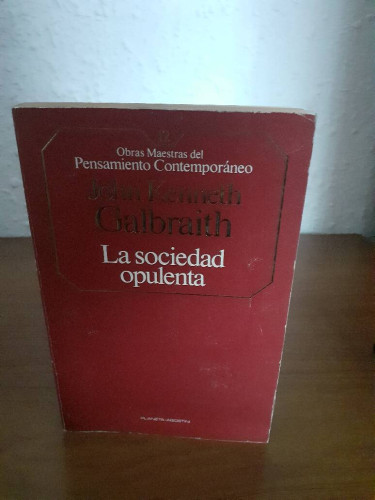 Obras Maestras del
Pensamiento Contemporáneo
John Kenneth
Galbraith
La sociedad
opulenta